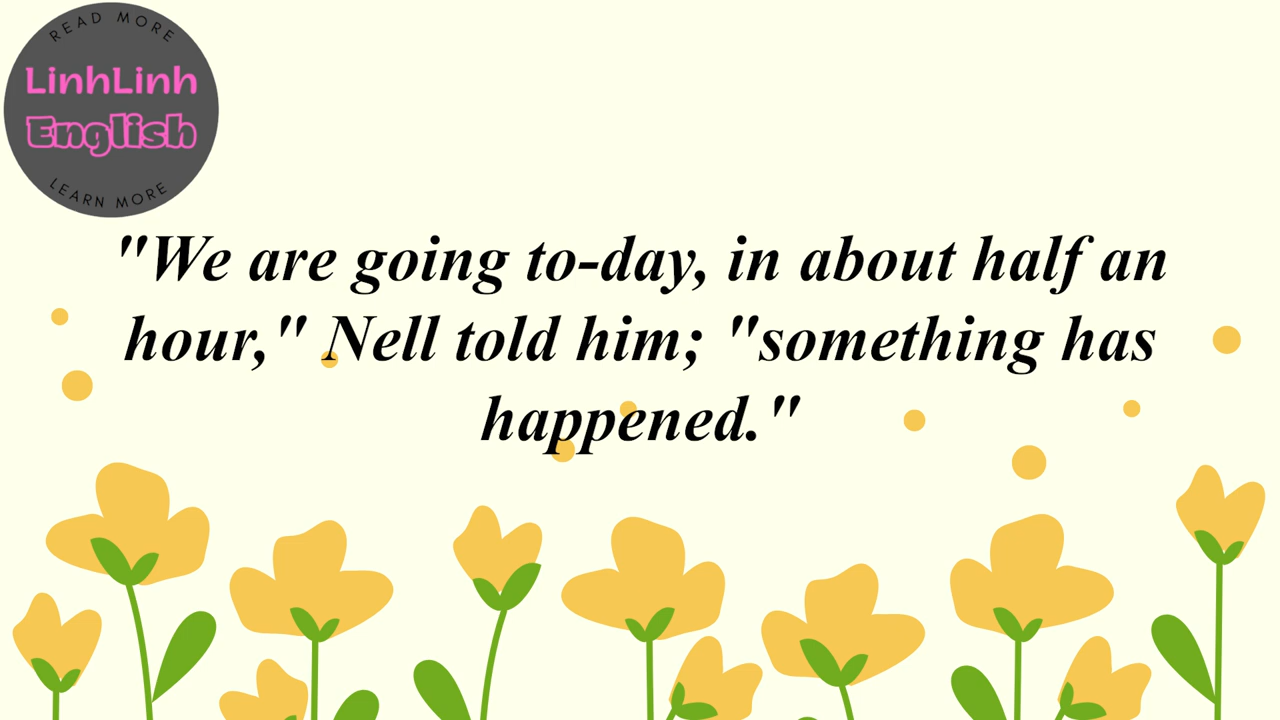 READ MORE
LinhLinh
English
LEARN MORE
"We are going to-day, in about half an
hour," Nell told him; "something has
happened."